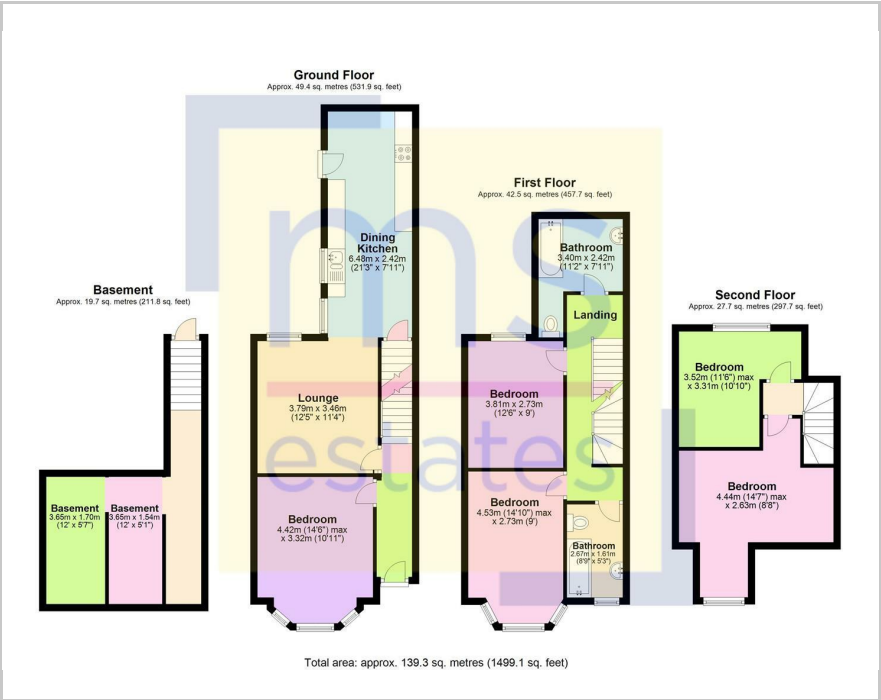 Ground Floor
Approx. 49.4 sq. metres (531.9 sq. feet)
Dining
Kitchen
6.48m x 2.42m
(21'3" x 7'11")
Lounge
3.79m x 3.46m
(12'5" x 11'4")
Bedroom
4.42m (14'6") max
x 3.32m (10'11")
First Floor
Approx. 42.5 sq. metres (457.7 sq. feet)
Bathroom
3.40m x 2.42m
(11'2" x 7'11")
Landing
Bedroom
3.81m x 2.73m
(12'6" x 9')
Bedroom
4.53m (14'10") max
x 2.73m (9')
Bathroom
2.67m x 1.61m
(8'9" x 5'3")
Basement
Approx. 19.7 sq. metres (211.8 sq. feet)
Basement
3.65m x 1.70m
(12' x 5'7")
Basement
3.65m x 1.54m
(12' x 5'1")
Second Floor
Approx. 27.7 sq. metres (297.7 sq. feet)
Bedroom
3.52m (11'6") max
x 3.31m (10'10")
Bedroom
4.44m (14'7") max
x 2.63m (8'8")
ms
estates
Total area: approx. 139.3 sq. metres (1499.1 sq. feet)